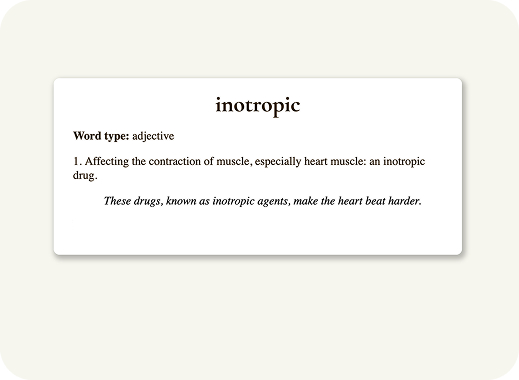 inotropic
Word type: adjective
1. Affecting the contraction of muscle, especially heart muscle: an inotropic
drug.
These drugs, known as inotropic agents, make the heart beat harder.